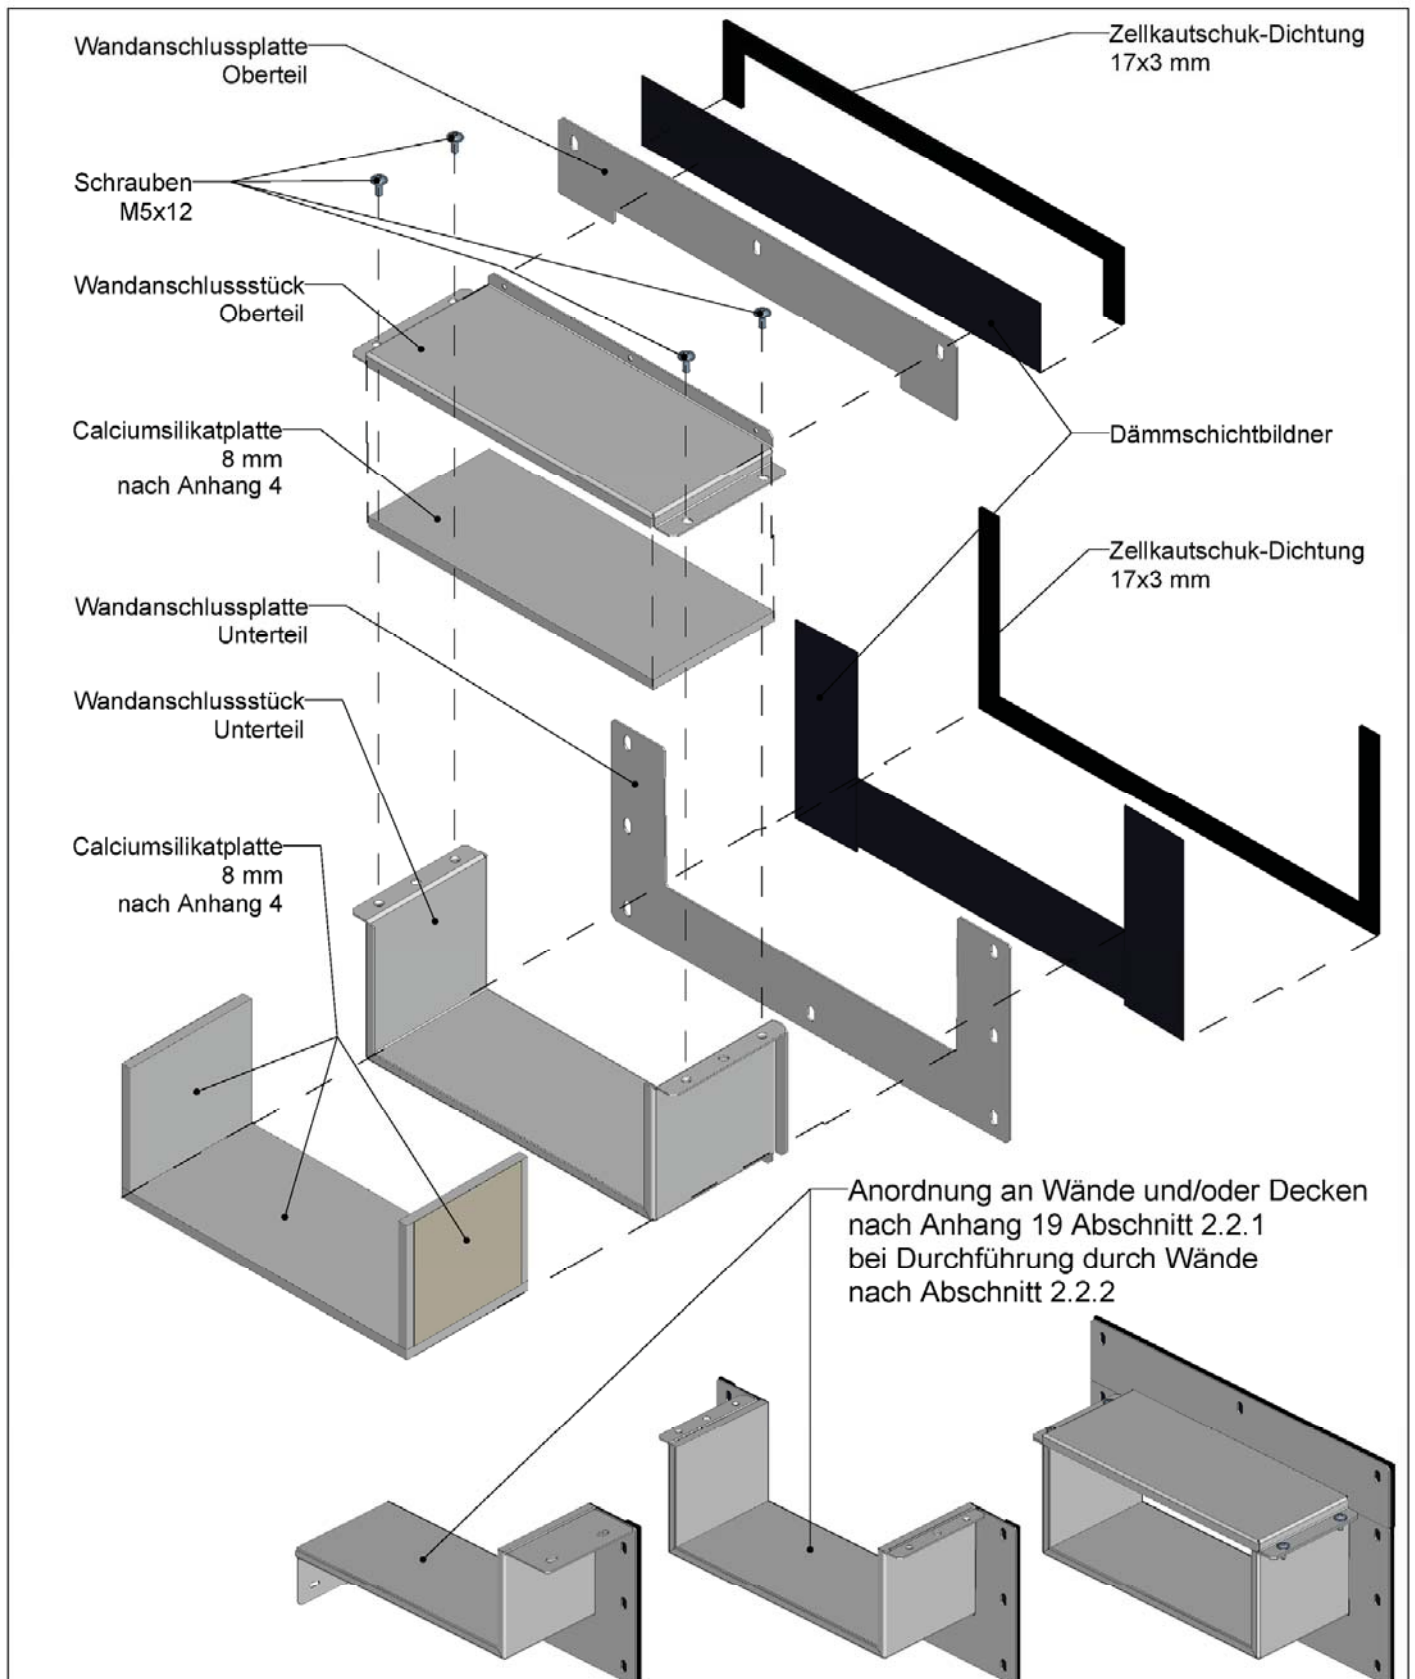 Wandanschlussplatte
Oberteil
Zellkautschuk-Dichtung
17x3 mm
Schrauben
M5x12
Wandanschlussstück
Oberteil
Calciumsilikatplatte
8 mm
nach Anhang 4
Dämmschichtbildner
Zellkautschuk-Dichtung
17x3 mm
Wandanschlussplatte
Unterteil
Wandanschlussstück
Unterteil
Calciumsilikatplatte
8 mm
nach Anhang 4
Anordnung an Wände und/oder Decken
nach Anhang 19 Abschnitt 2.2.1
bei Durchführung durch Wände
nach Abschnitt 2.2.2